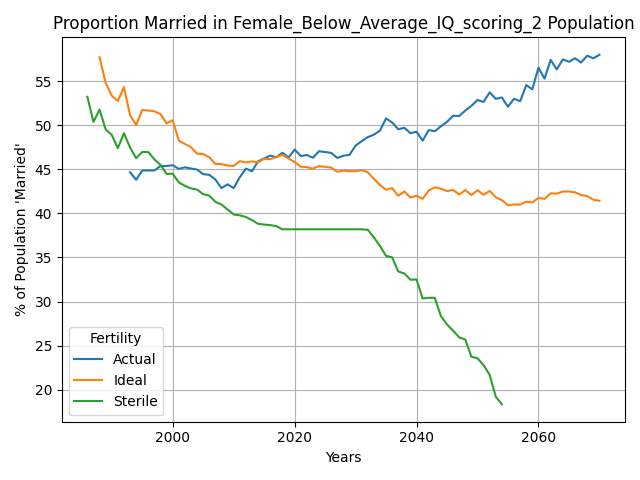 Proportion Married in Female_Below_Average_IQ_scoring_2 Population
% of Population 'Married'
55
50
45
40
35
30
25
20
Fertility
Actual
Ideal
Sterile
2000 2020 2040 2060
Years